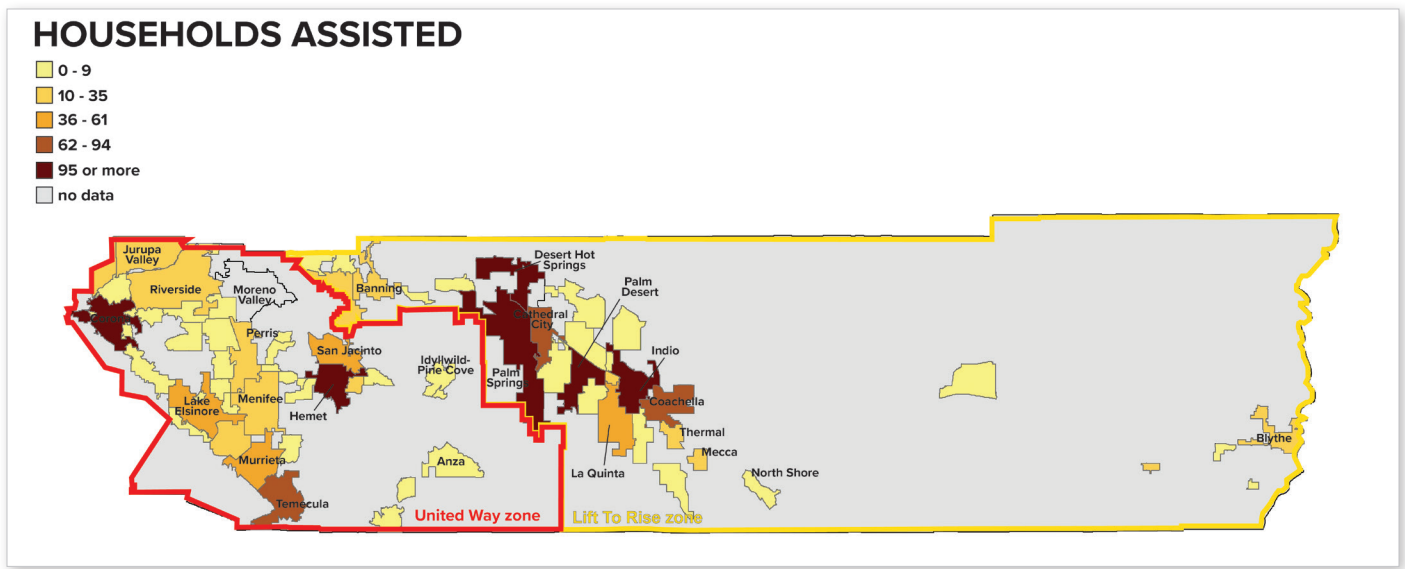 HOUSEHOLDS ASSISTED
0 - 9
10 - 35
36 - 61
62 - 94
95 or more
no data
Jurupa
Valley
Riverside
Moreno
Valley
Banning
Desert Hot
Springs
Palm
Desert
Cathedral
City
Indio
Perris
San Jacinto
Idyllwild-
Pine Cove
Palm
Springs
Lake
Elsinore
Menifee
Hemet
Coachella
Thermal
Mecca
Murrieta
Anza
La Quinta
North Shore
Blythe
Temecula
United Way zone
Lift To Rise zone